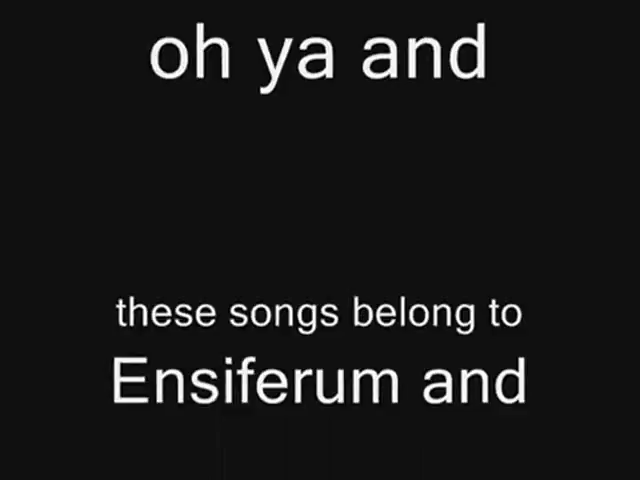 oh ya and
these songs belong to
Ensiferum and